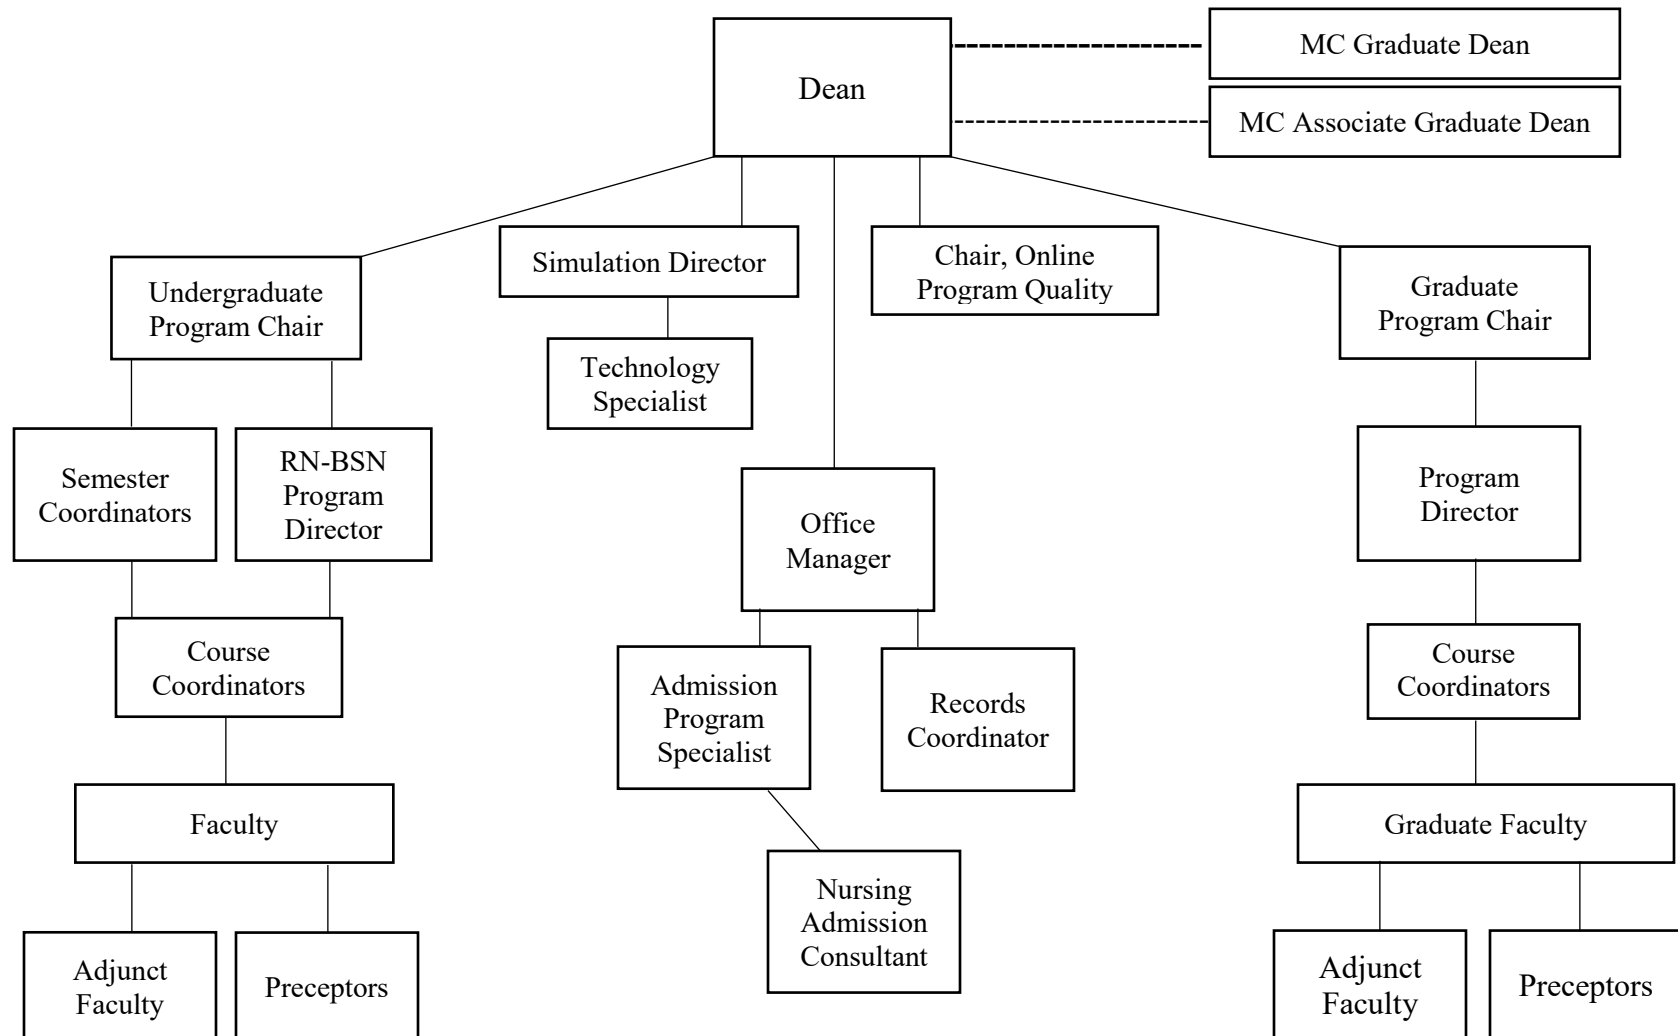 Dean
MC Graduate Dean
MC Associate Graduate Dean
Undergraduate
Program Chair
Simulation Director
Chair, Online
Program Quality
Graduate
Program Chair
Technology
Specialist
Semester
Coordinators
RN-BSN
Program
Director
Office
Manager
Program
Director
Course
Coordinators
Admission
Program
Specialist
Records
Coordinator
Course
Coordinators
Faculty
Graduate Faculty
Nursing
Admission
Consultant
Adjunct
Faculty
Preceptors
Adjunct
Faculty
Preceptors